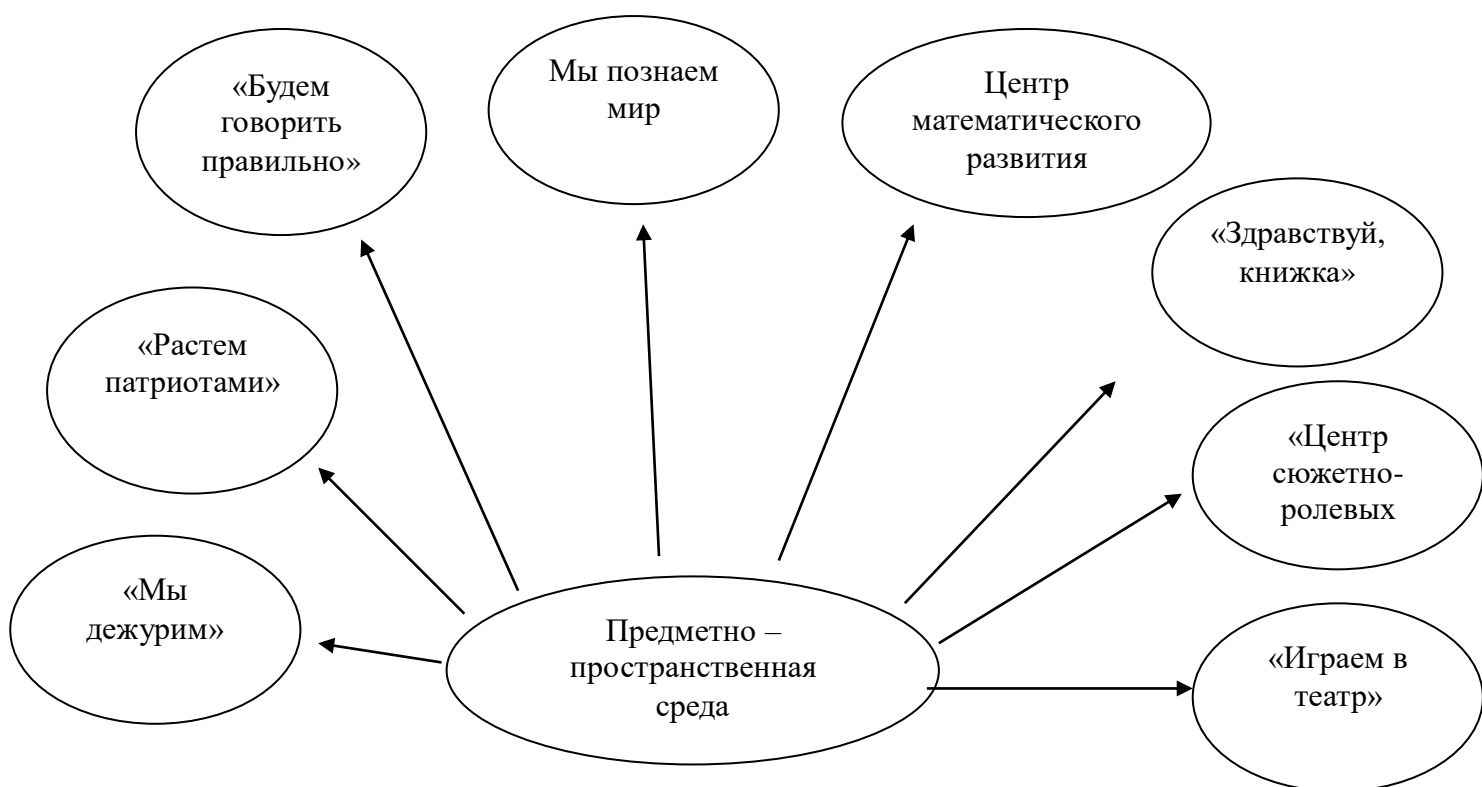 «Будем
говорить
правильно»
Мы познаем
мир
Центр
математического
развития
«Здравствуй,
книжка»
«Растем
патриотами»
«Центр
сюжетно-
ролевых
«Мы
дежурим»
Предметно –
пространственная
среда
«Играем в
театр»